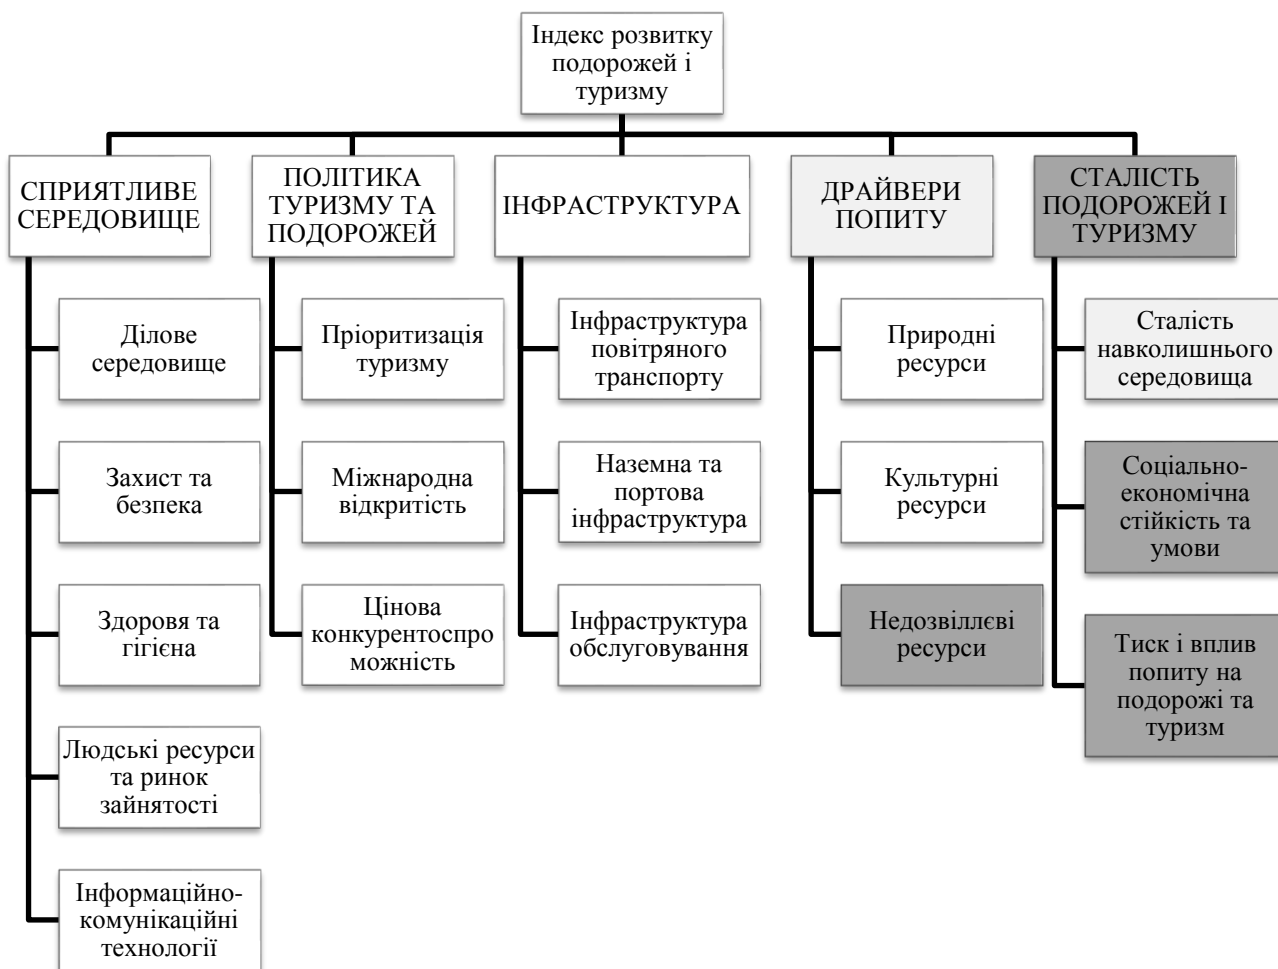 Індекс розвитку
подорожей і
туризму
СПРИЯТЛИВЕ
СЕРЕДОВИЩЕ
Ділове
середовище
Захист та
безпека
Здоровя та
гігієна
Людські ресурси
та ринок
зайнятості
Інформаційно-
комунікаційні
технології
ПОЛІТИКА
ТУРИЗМУ ТА
ПОДОРОЖЕЙ
Пріоритизація
туризму
Міжнародна
відкритість
Цінова
конкурентоспро
можність
ІНФРАСТРУКТУРА
Інфраструктура
повітряного
транспорту
Наземна та
портова
інфраструктура
Інфраструктура
обслуговування
ДРАЙВЕРИ
ПОПИТУ
Природні
ресурси
Культурні
ресурси
Недозвіллєві
ресурси
СТАЛІСТЬ
ПОДОРОЖЕЙ І
ТУРИЗМУ
Сталість
навколишнього
середовища
Соціально-
економічна
стійкість та
умови
Тиск і вплив
попиту на
подорожі та
туризм